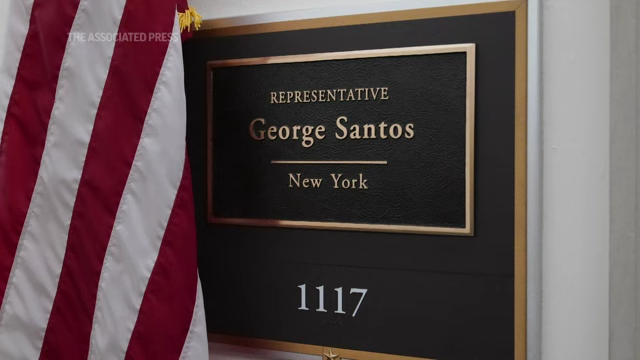 THE ASSOCIATED PRESS
REPRESENTATIVE
George Santos
New York
1117